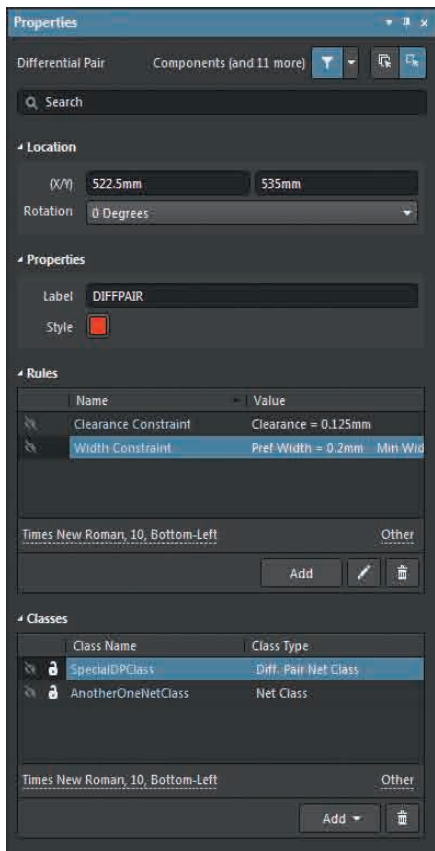 Properties
Differential Pair Components (and 11 more)
Search
Location
(X/Y) 522.5mm 535mm
Rotation 0 Degrees
Properties
Label DIFFPAIR
Style
Rules
Name Value
Clearance Constraint Clearance = 0.125mm
Width Constraint Pref Width = 0.2mm Min Wid
Times New Roman, 10, Bottom-Left Other
Add
Classes
Class Name Class Type
SpecialDPClass Diff. Pair Net Class
AnotherOneNetClass Net Class
Times New Roman, 10, Bottom-Left Other
Add